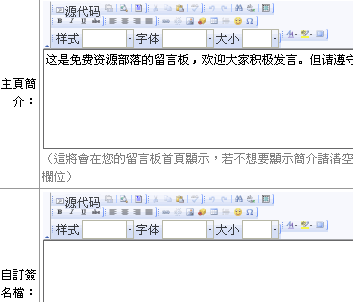 源代码
B I U abc
样式 字体 大小
这是免费资源部落的留言板，欢迎大家积极发言。但请遵守
主頁簡
介：
（這將會在您的留言板首頁顯示，若不想要顯示簡介請清空
欄位）
源代码
B I U abc
样式 字体 大小
自訂簽
名檔：